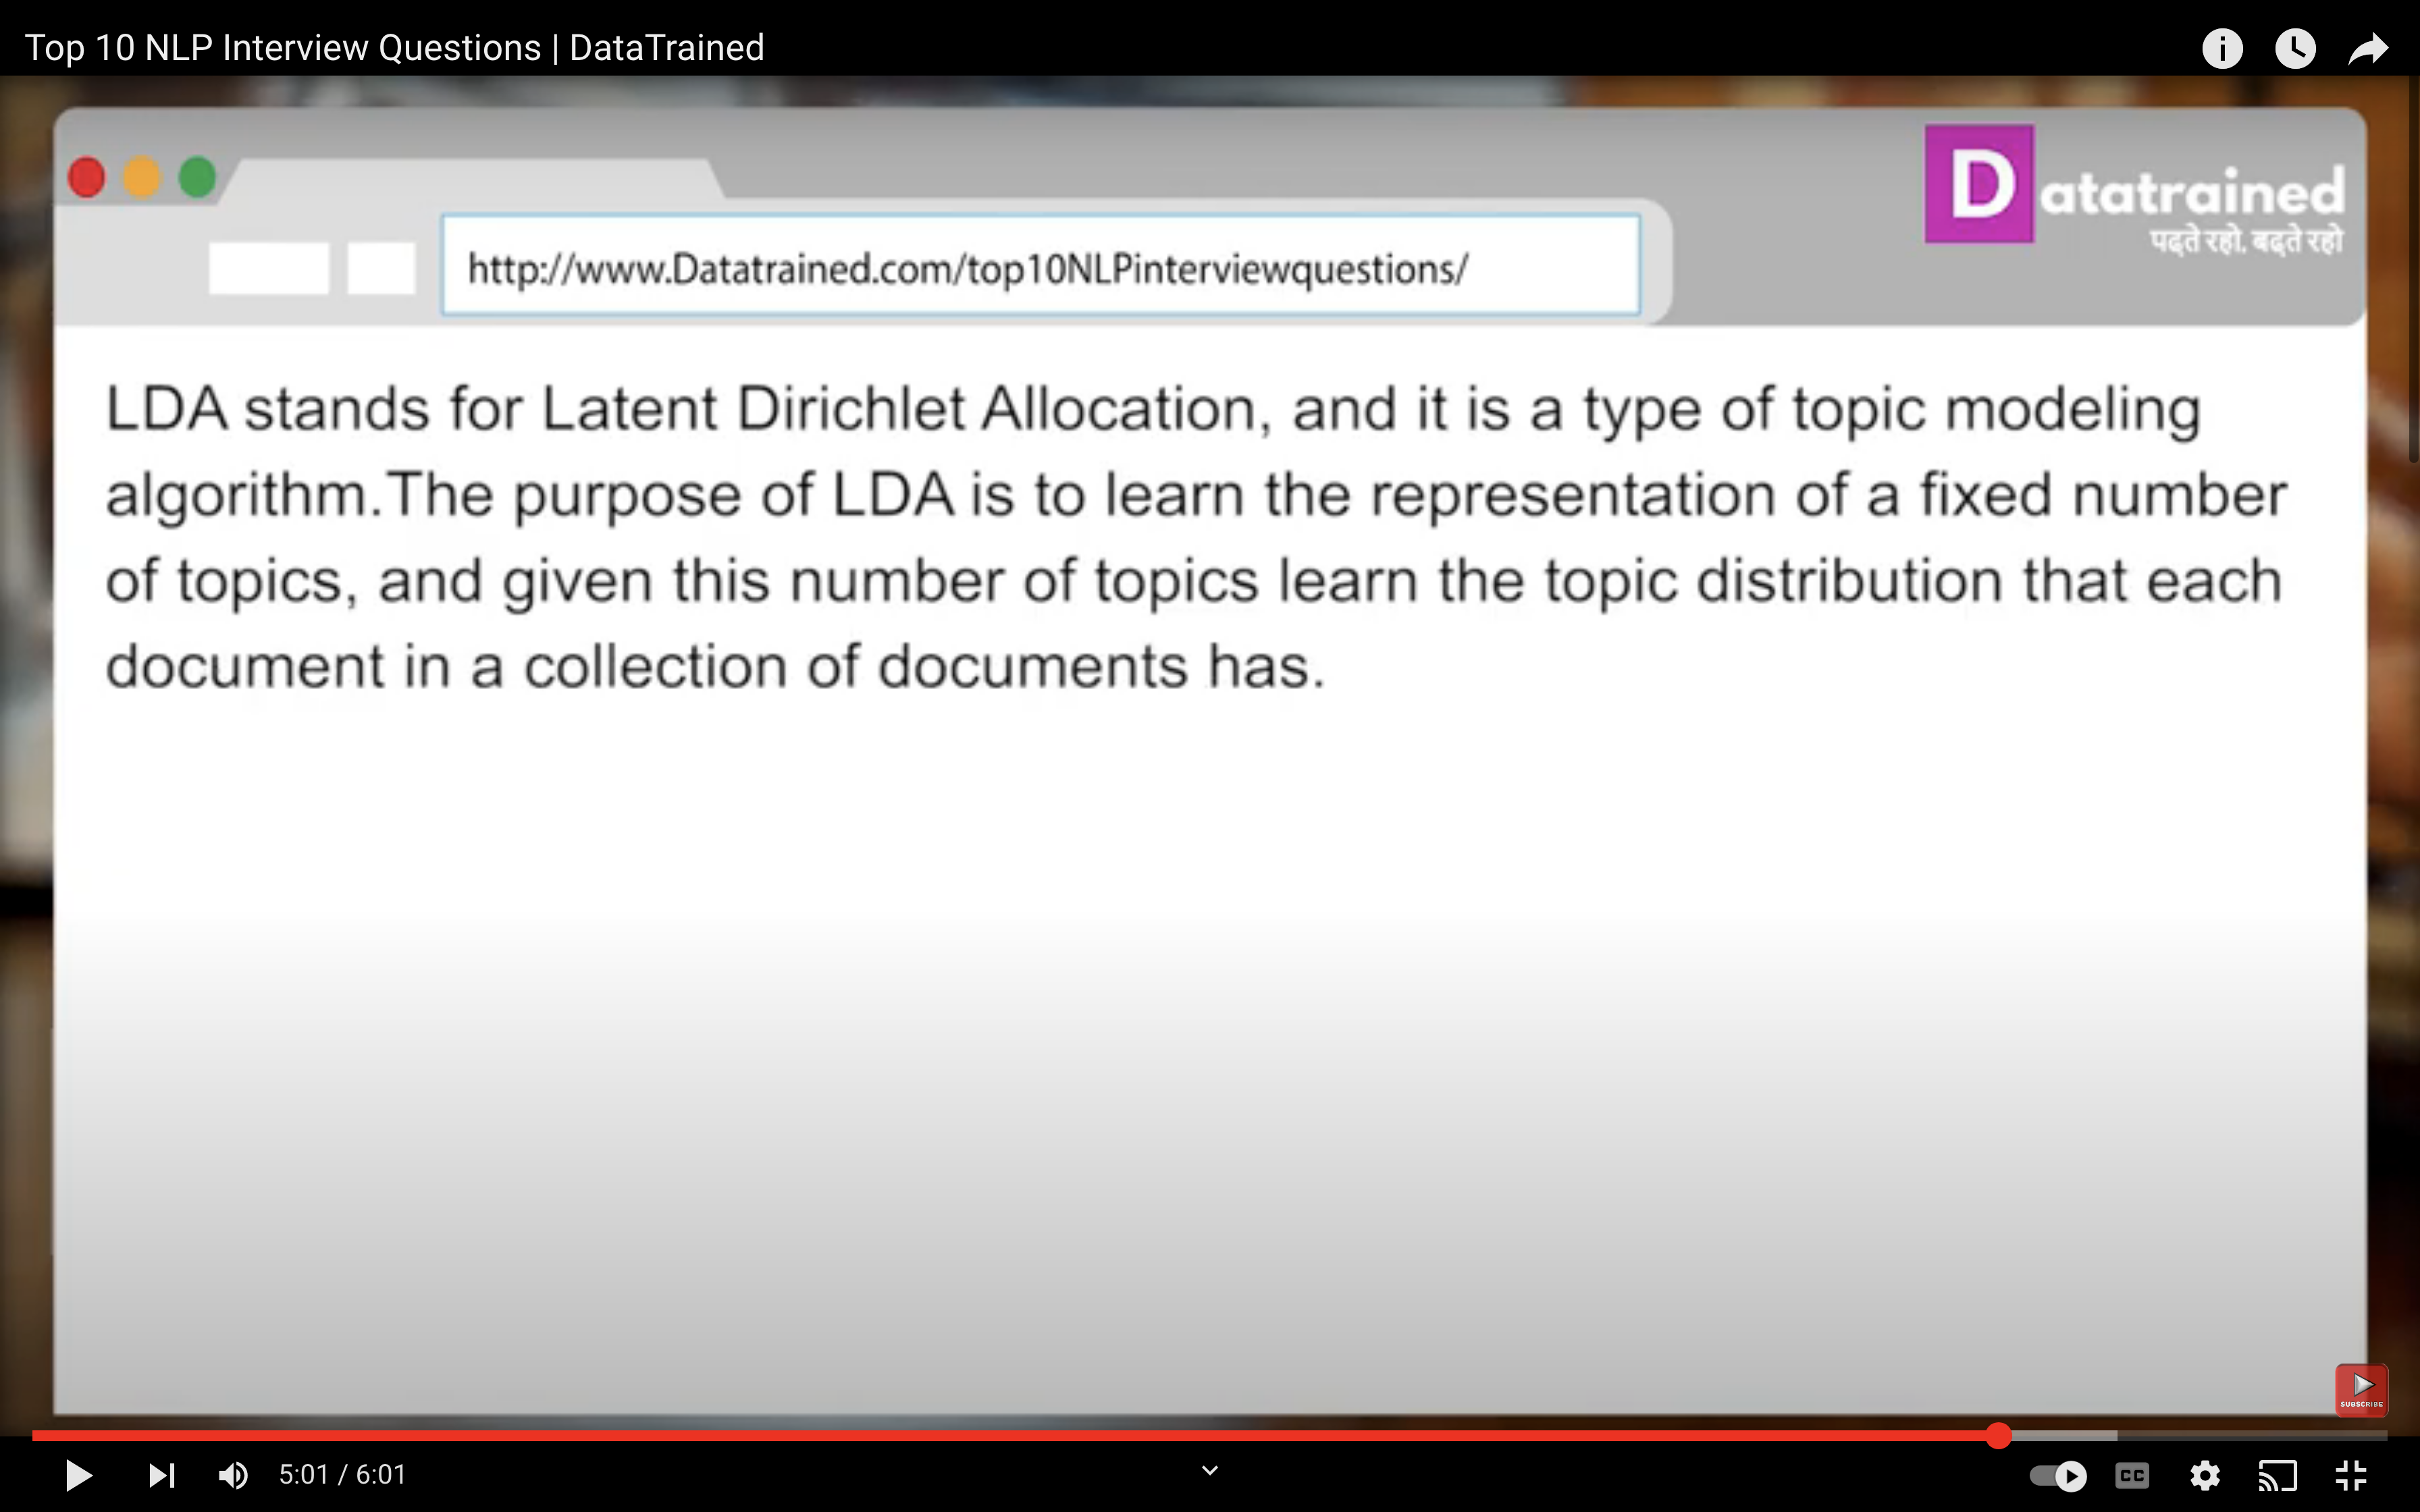 Top 10 NLP Interview Questions | DataTrained
Datatrained
पढ़ते रहो, बढ़ते रहो
http://www.Datatrained.com/top10NLPinterviewquestions/
LDA stands for Latent Dirichlet Allocation, and it is a type of topic modeling
algorithm.The purpose of LDA is to learn the representation of a fixed number
of topics, and given this number of topics learn the topic distribution that each
document in a collection of documents has.
SUBSCRIBE
5:01 / 6:01
CC